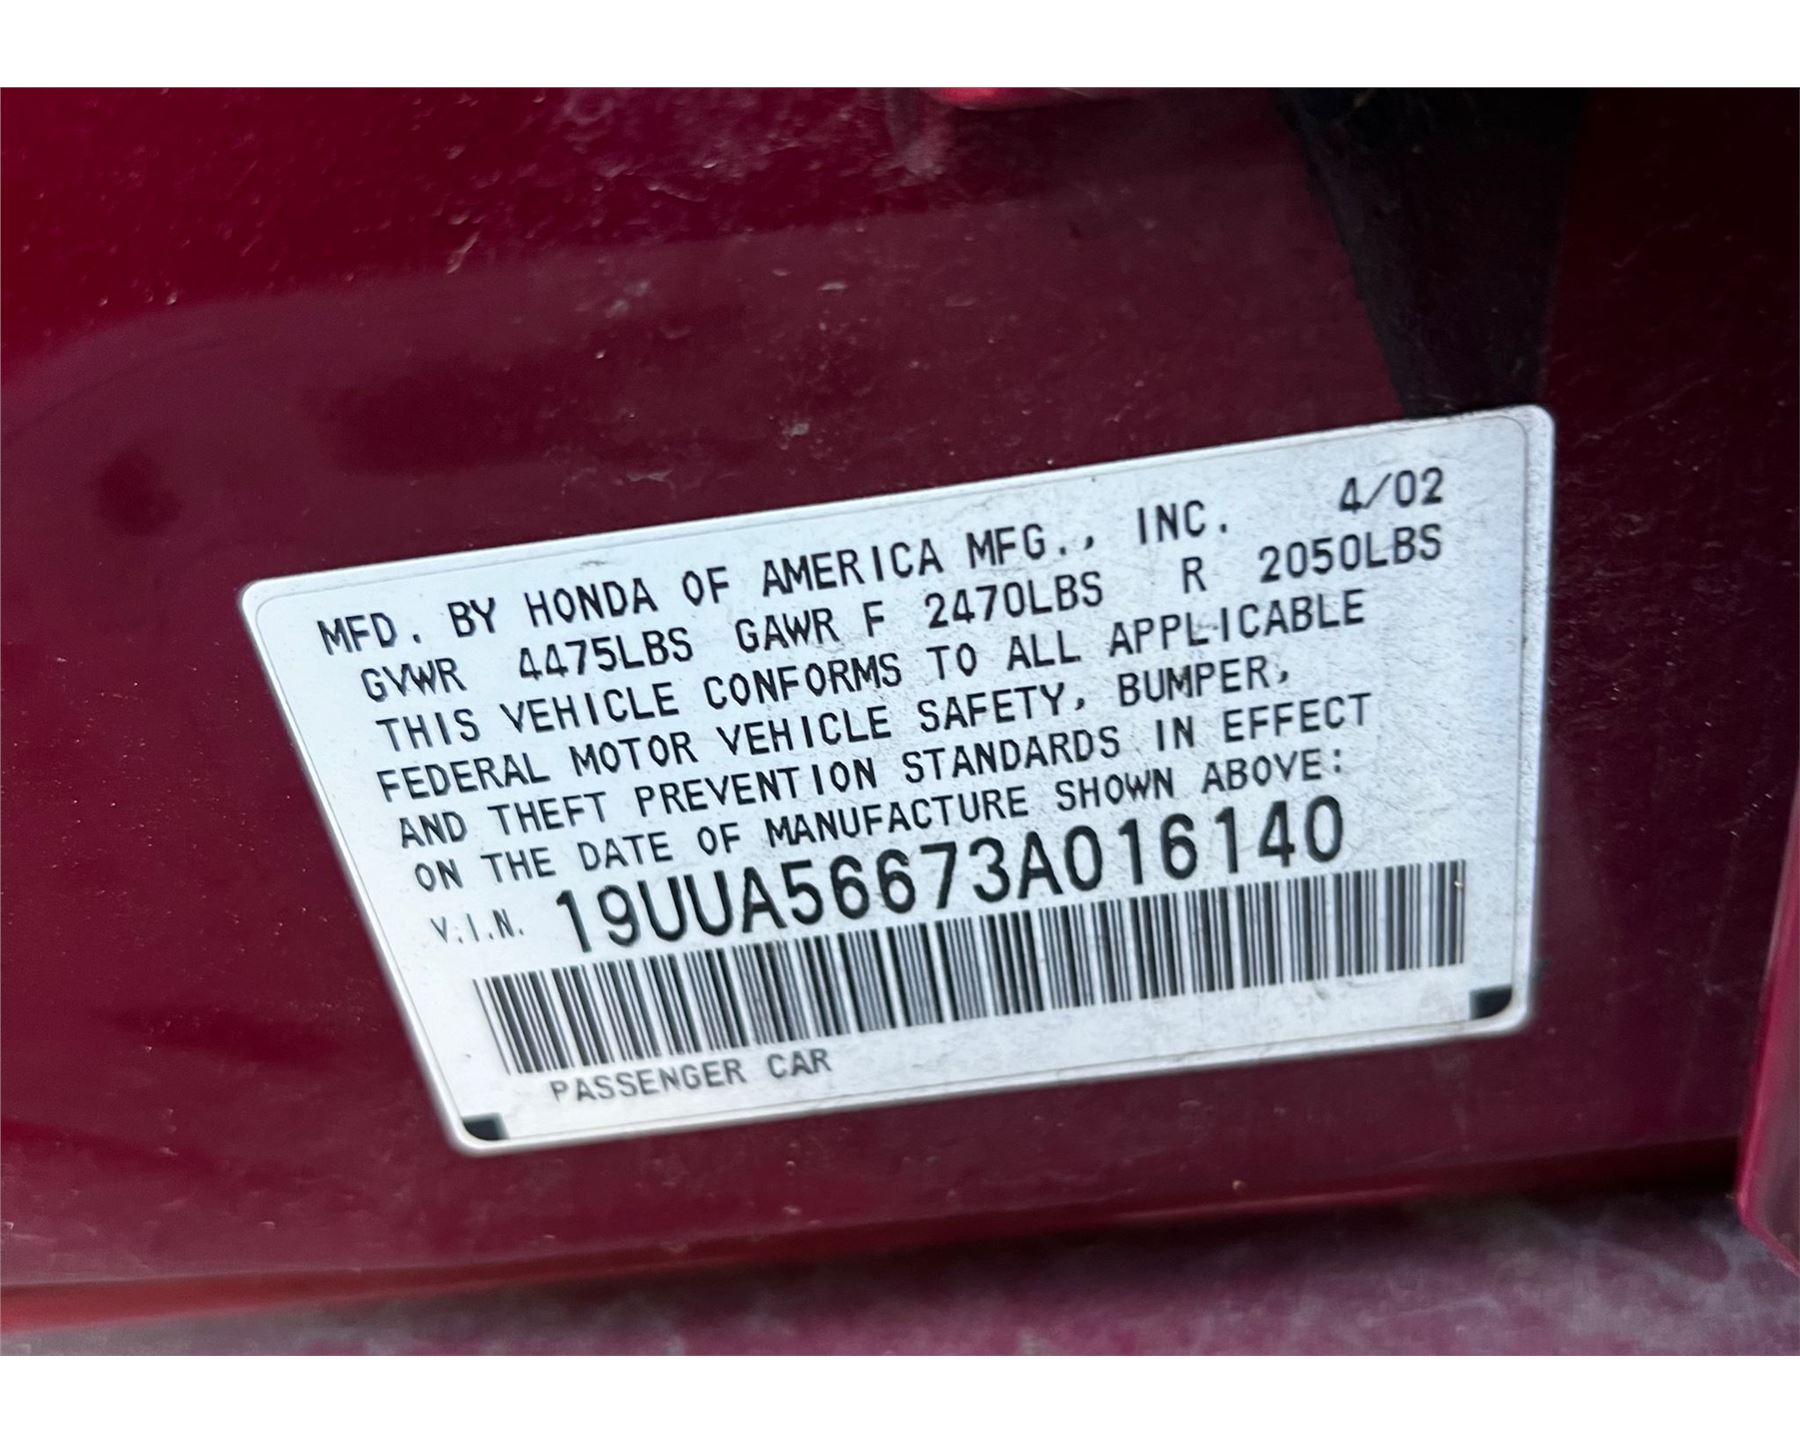 MFD. BY HONDA OF AMERICA MFG., INC. 4/02
GVWR 4475LBS GAWR F 2470LBS R 2050LBS
THIS VEHICLE CONFORMS TO ALL APPLICABLE
FEDERAL MOTOR VEHICLE SAFETY, BUMPER,
AND THEFT PREVENTION STANDARDS IN EFFECT
ON THE DATE OF MANUFACTURE SHOWN ABOVE:
V.I.N. 19UUA56673A016140
PASSENGER CAR